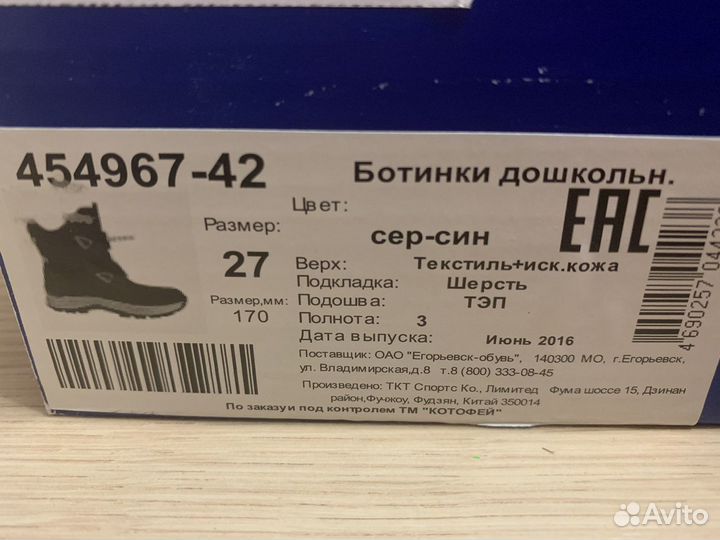 454967-42
Ботинки дошкольн.
Размер:
27
Размер,мм:
170
Цвет:
сер-син
Верх: Текстиль+иск.кожа
Подкладка: Шерсть
Подошва: ТЭП
Полнота: 3
Дата выпуска: Июнь 2016
EAC
Поставщик: ОАО "Егорьевск-обувь", 140300 МО, г.Егорьевск,
ул. Владимирская,д.8 т.8 (800) 333-08-45
Произведено: ТКТ Спортс Ко., Лимитед Фума шоссе 15, Дзинан
район,Фучжоу, Фудзян, Китай 350014
По заказу и под контролем ТМ "КОТОФЕЙ"
Avito